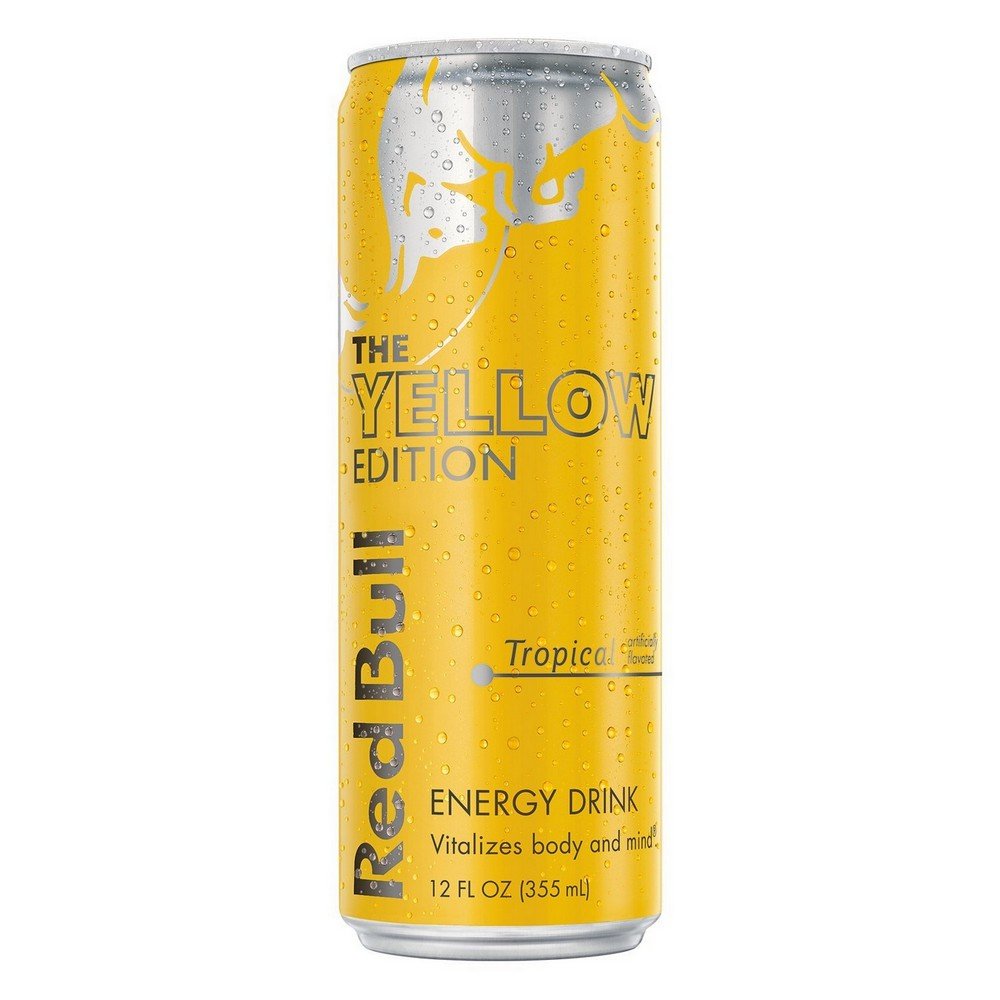 THE
YELLOW
EDITION
Red Bull
Tropical
artificially
flavored
ENERGY DRINK
Vitalizes body and mind®
12 FL OZ (355 mL)